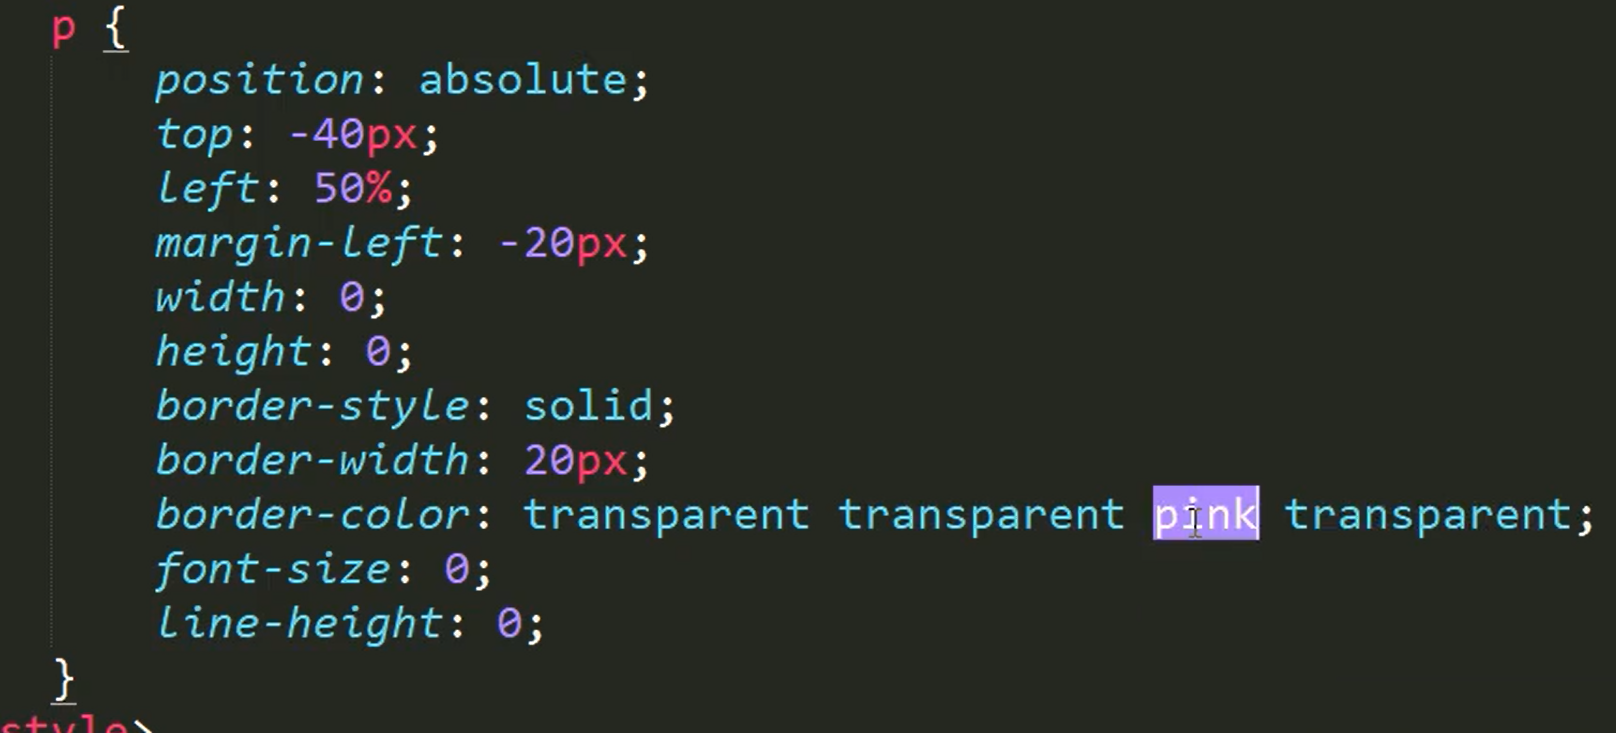 p {
position: absolute;
top: -40px;
left: 50%;
margin-left: -20px;
width: 0;
height: 0;
border-style: solid;
border-width: 20px;
border-color: transparent transparent pink transparent;
font-size: 0;
line-height: 0;
}
style>